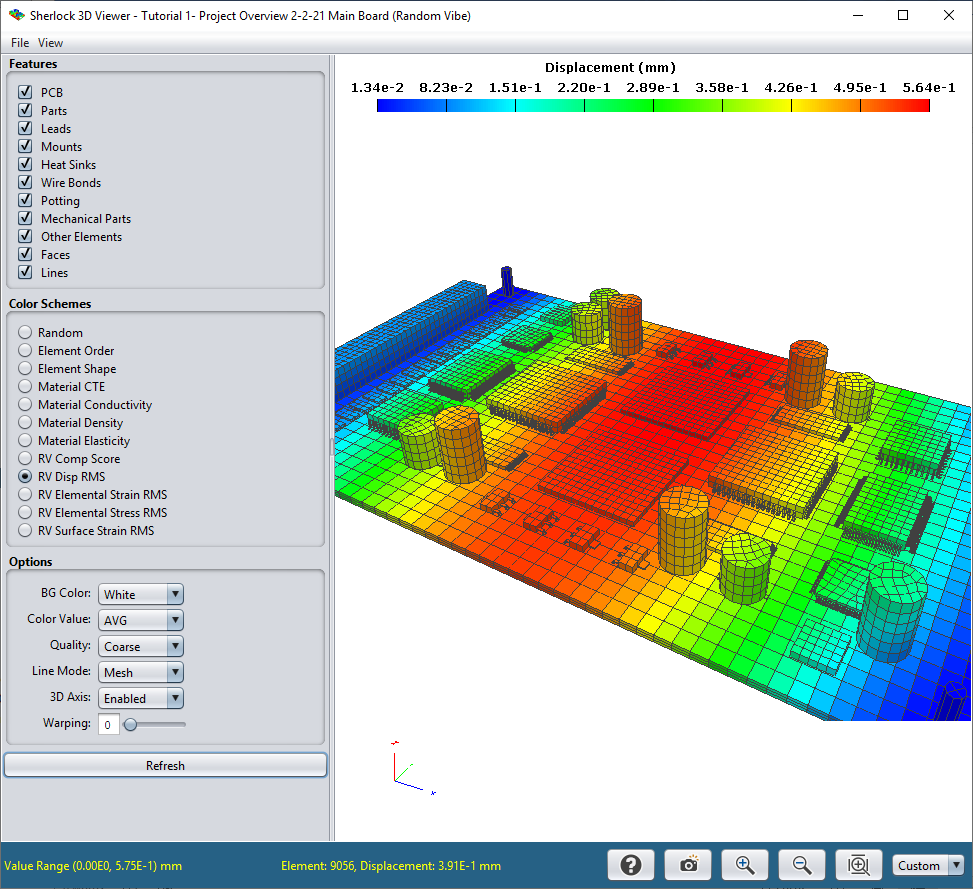 Sherlock 3D Viewer - Tutorial 1- Project Overview 2-2-21 Main Board (Random Vibe)
File View
Features
PCB
Parts
Leads
Mounts
Heat Sinks
Wire Bonds
Potting
Mechanical Parts
Other Elements
Faces
Lines
Color Schemes
Random
Element Order
Element Shape
Material CTE
Material Conductivity
Material Density
Material Elasticity
RV Comp Score
RV Disp RMS
RV Elemental Strain RMS
RV Elemental Stress RMS
RV Surface Strain RMS
Options
BG Color: White
Color Value: AVG
Quality: Coarse
Line Mode: Mesh
3D Axis: Enabled
Warping: 0
Refresh
Displacement (mm)
1.34e-2 8.23e-2 1.51e-1 2.20e-1 2.89e-1 3.58e-1 4.26e-1 4.95e-1 5.64e-1
Value Range (0.00E0, 5.75E-1) mm
Element: 9056, Displacement: 3.91E-1 mm
Custom